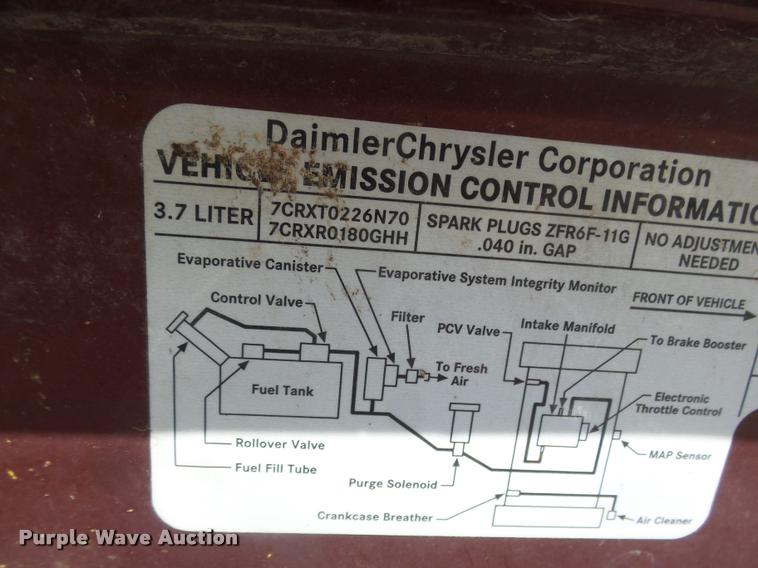 DaimlerChrysler Corporation
VEHICLE EMISSION CONTROL
3.7 LITER
7CRXT0226N70
7CRXR0180GHH
SPARK PLUGS ZFR6F-11G
.040 in. GAP
NO
NEEDED
Evaporative Canister
Evaporative System Integrity Monitor
FRONT OF VEHICLE
Control Valve
Filter
PCV Valve
Intake Manifold
To Brake Booster
To Fresh
Air
Fuel Tank
Electronic
Throttle Control
Rollover Valve
MAP Sensor
Fuel Fill Tube
Purge Solenoid
Crankcase Breather
Air Cleaner
Purple Wave Auction